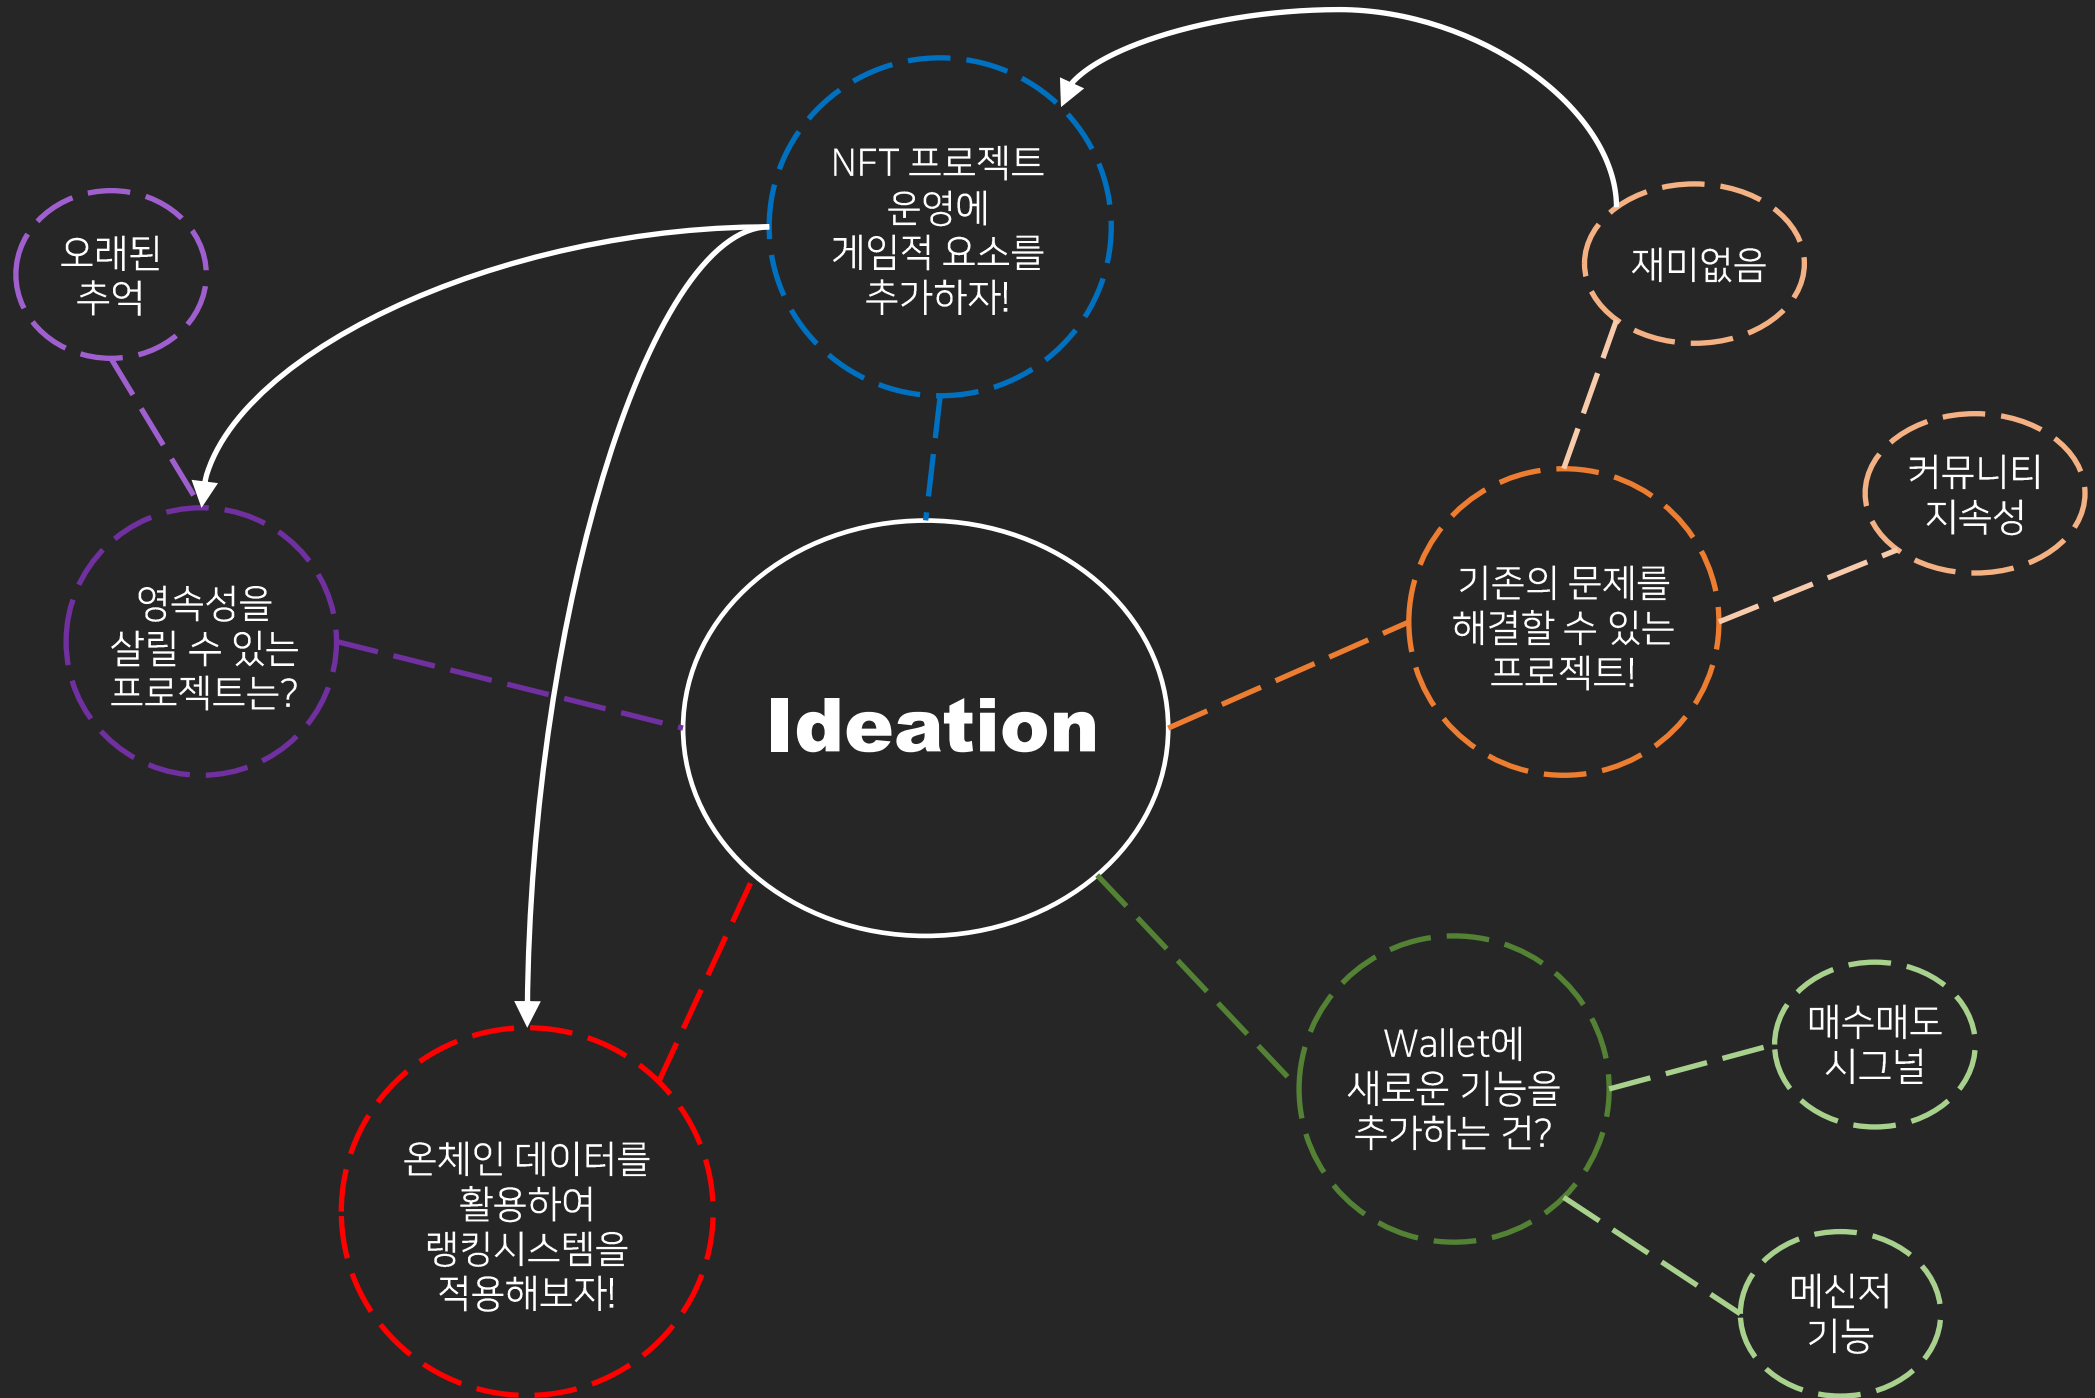 NFT 프로젝트
운영에
게임적 요소를
추가하자!
오래된
추억
재미없음
커뮤니티
지속성
영속성을
살릴 수 있는
프로젝트는?
기존의 문제를
해결할 수 있는
프로젝트!
Ideation
온체인 데이터를
활용하여
랭킹시스템을
적용해보자!
Wallet에
새로운 기능을
추가하는 건?
매수매도
시그널
메신저
기능